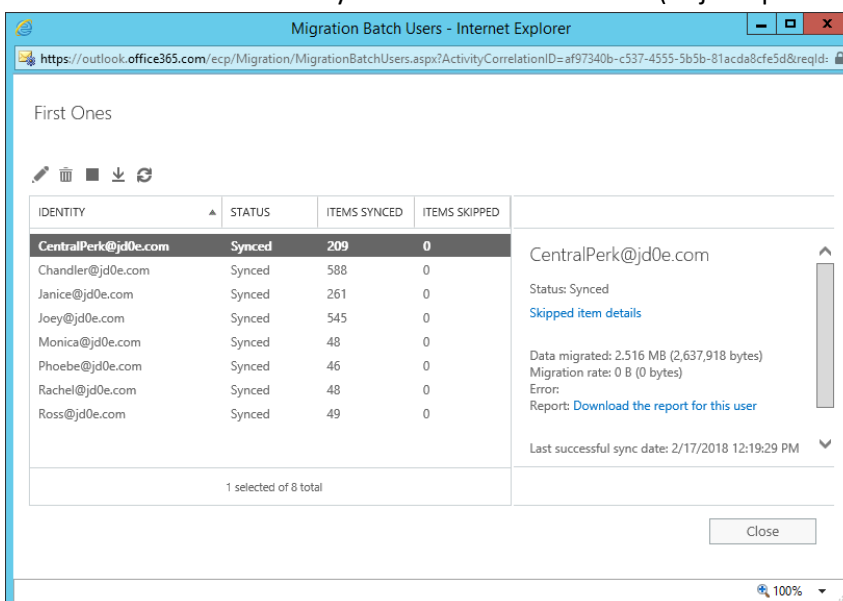 Migration Batch Users - Internet Explorer
https://outlook.office365.com/ecp/Migration/MigrationBatchUsers.aspx?ActivityCorrelationID=af97340b-c537-4555-5b5b-81acda8cfe5d&reqId=
First Ones
IDENTITY STATUS ITEMS SYNCED ITEMS SKIPPED
CentralPerk@jd0e.com Synced 209 0
Chandler@jd0e.com Synced 588 0
Janice@jd0e.com Synced 261 0
Joey@jd0e.com Synced 545 0
Monica@jd0e.com Synced 48 0
Phoebe@jd0e.com Synced 46 0
Rachel@jd0e.com Synced 48 0
Ross@jd0e.com Synced 49 0
1 selected of 8 total
CentralPerk@jd0e.com
Status: Synced
Skipped item details
Data migrated: 2.516 MB (2,637,918 bytes)
Migration rate: 0 B (0 bytes)
Error:
Report: Download the report for this user
Last successful sync date: 2/17/2018 12:19:29 PM
Close
100%